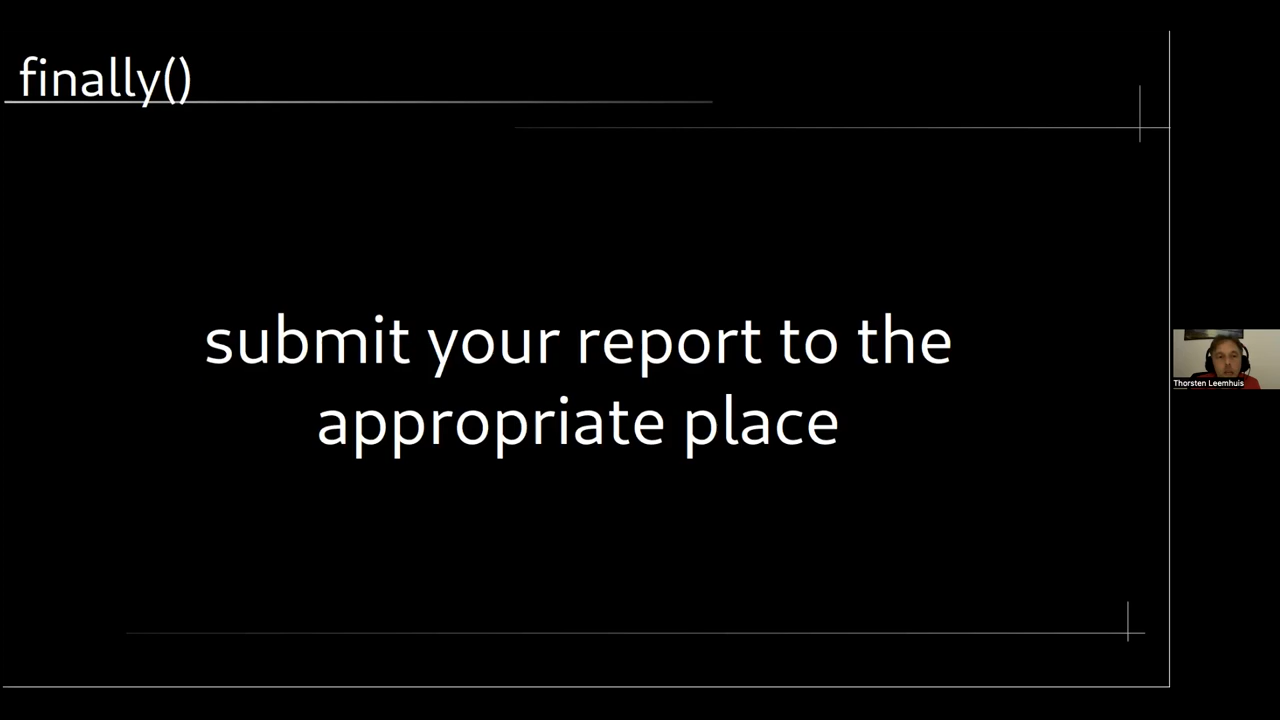 finally()
submit your report to the
appropriate place
Thorsten Leemhuis